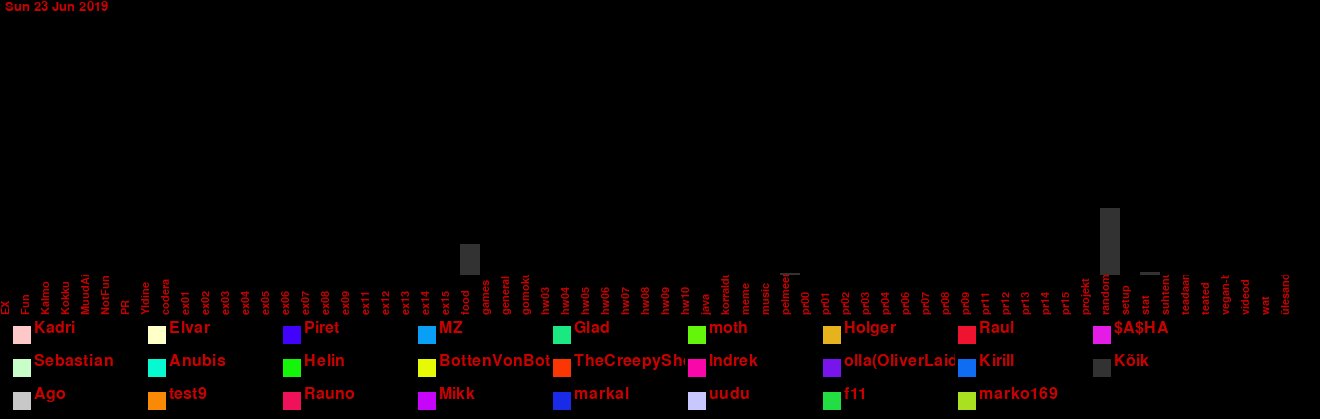 Sun 23 Jun 2019
EX Fun Kalmo Kokku MuudAi NotFun PR Yldine codera ex01 ex02 ex03 ex04 ex05 ex06 ex07 ex08 ex09 ex11 ex12 ex13 ex14 ex15 food games general gomoku hw03 hw04 hw05 hw06 hw07 hw08 hw09 hw10 java korraldu meme music pelmeed pr00 pr01 pr02 pr03 pr04 pr06 pr07 pr08 pr09 pr11 pr12 pr13 pr14 pr15 projekt random setup stat suhtenu teadaan teated vegan-t videod wat ülesand
Kadri Elvar Piret MZ Glad moth Holger Raul $A$HA
Sebastian Anubis Helin BottenVonBot TheCreepySh Indrek olla(OliverLaid Kirill Kõik
Ago test9 Rauno Mikk markal uudu f11 marko169